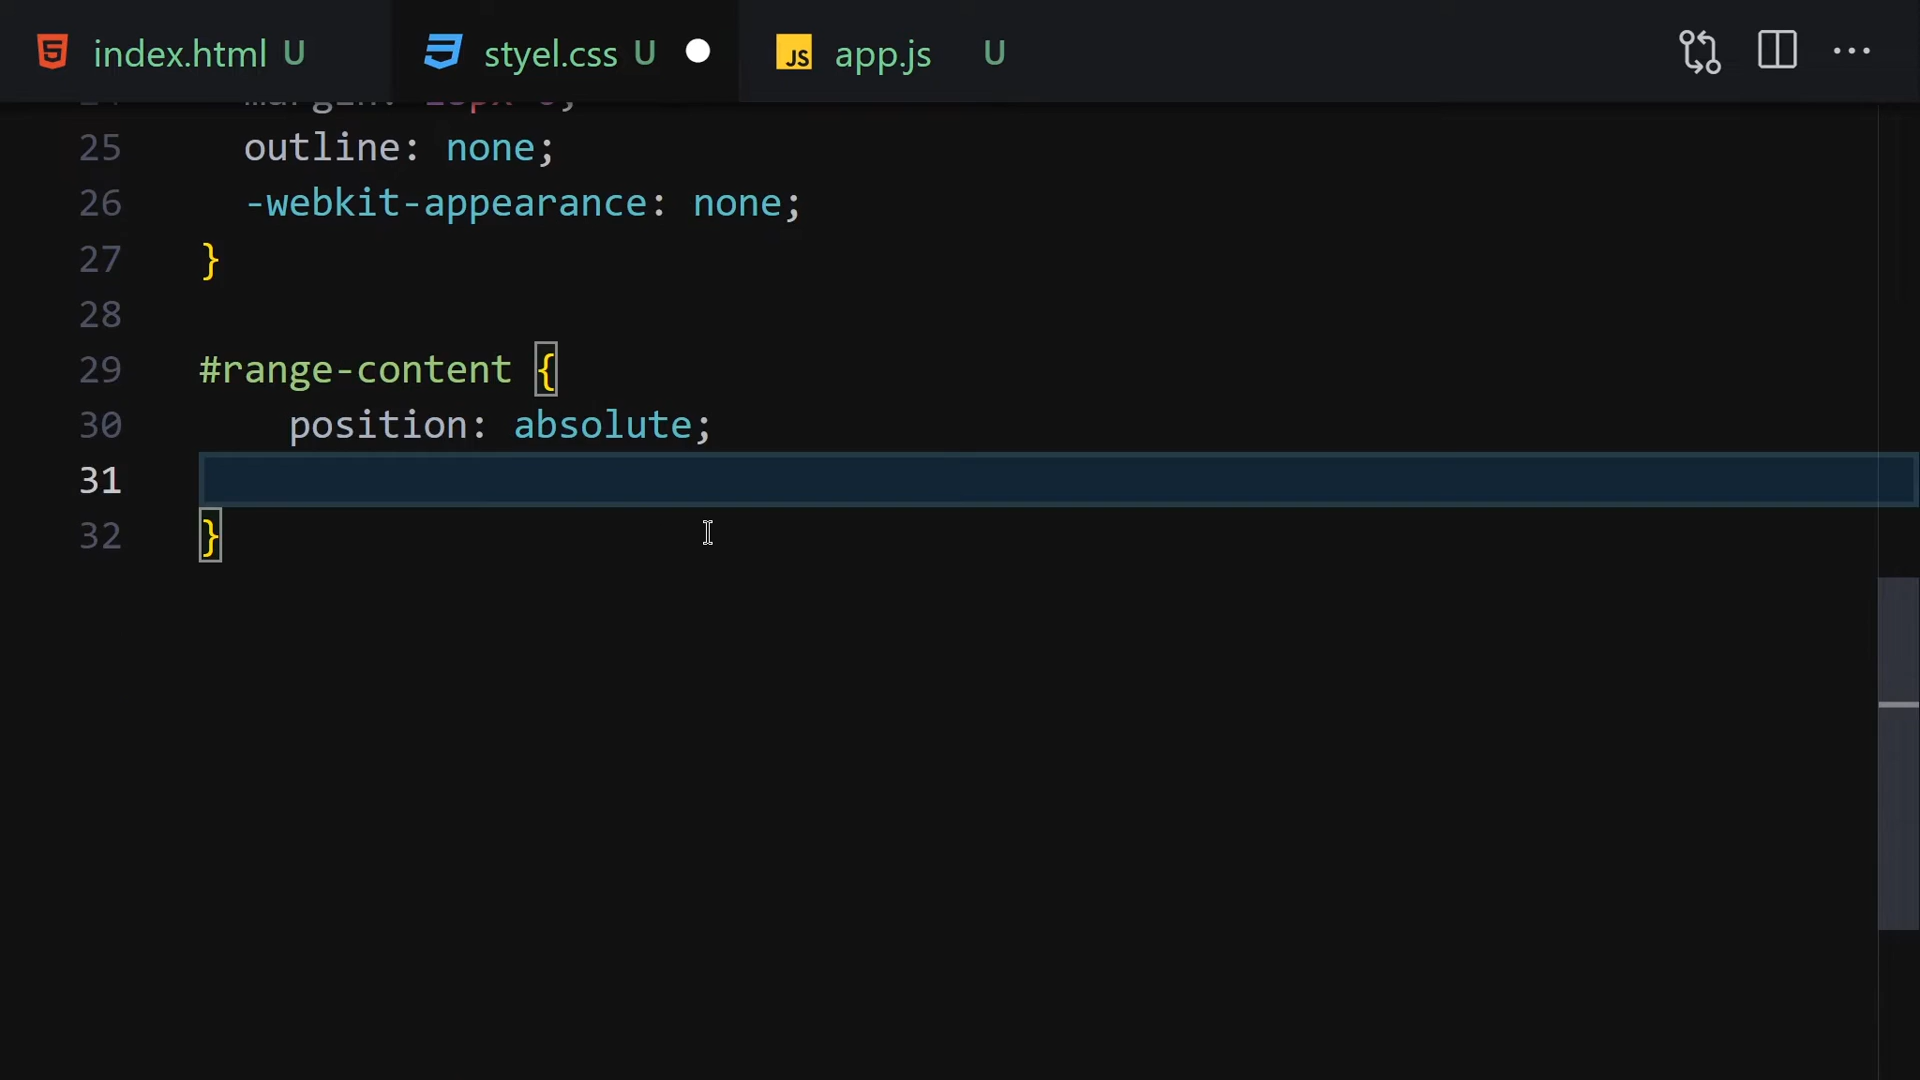 index.html U
styel.css U
JS app.js U
25 outline: none;
26 -webkit-appearance: none;
27 }
28
29 #range-content {
30 position: absolute;
31
32 }